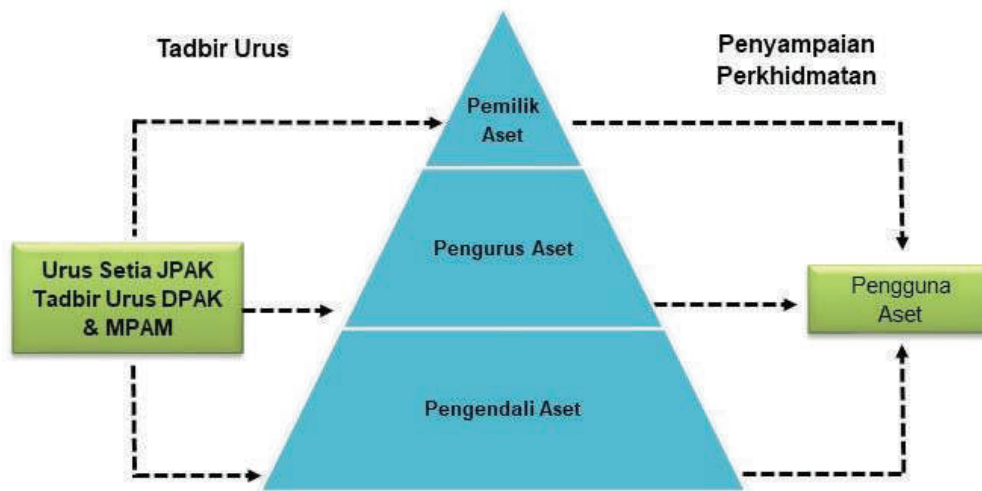 Tadbir Urus
Penyampaian
Perkhidmatan
Pemilik
Aset
Pengurus Aset
Urus Setia JPAK
Tadbir Urus DPAK
& MPAM
Pengguna
Aset
Pengendali Aset